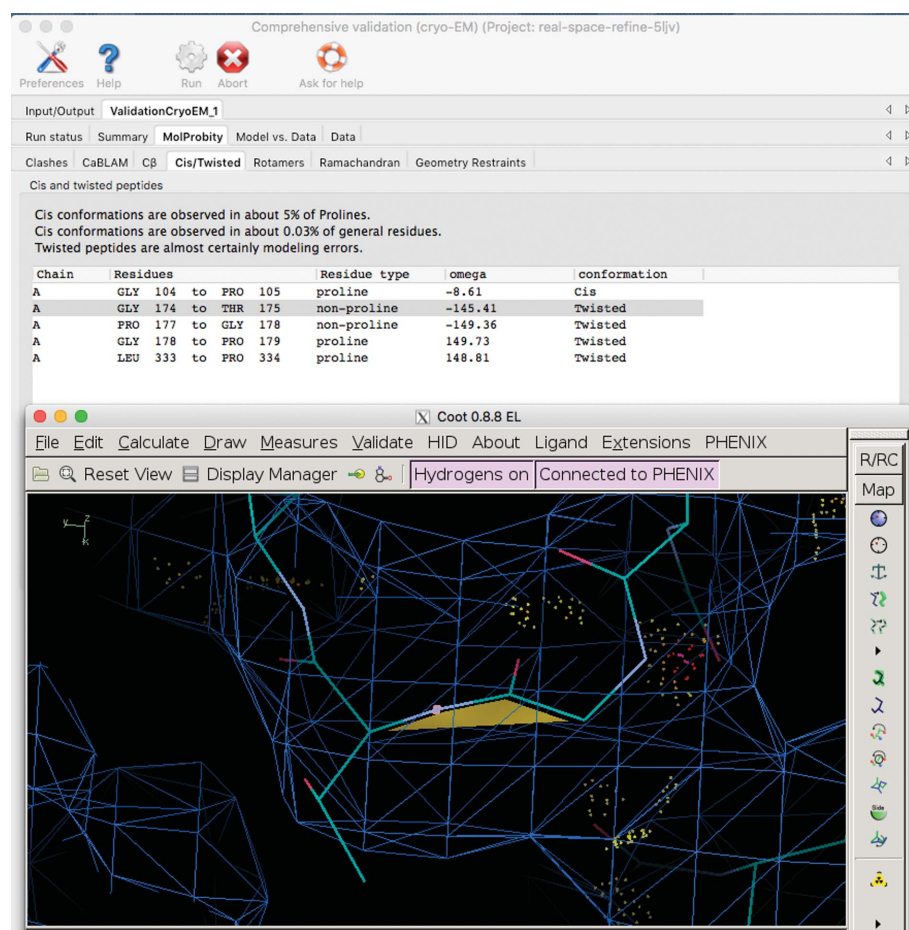 Comprehensive validation (cryo-EM) (Project: real-space-refine-5ljv)
Preferences Help Run Abort Ask for help
Input/Output ValidationCryoEM_1
Run status Summary MolProbity Model vs. Data Data
Clashes CaBLAM Cβ Cis/Twisted Rotamers Ramachandran Geometry Restraints
Cis and twisted peptides
Cis conformations are observed in about 5% of Prolines.
Cis conformations are observed in about 0.03% of general residues.
Twisted peptides are almost certainly modeling errors.
Chain Residues Residue type omega conformation
A GLY 104 to PRO 105 proline -8.61 Cis
A GLY 174 to THR 175 non-proline -145.41 Twisted
A PRO 177 to GLY 178 non-proline -149.36 Twisted
A GLY 178 to PRO 179 proline 149.73 Twisted
A LEU 333 to PRO 334 proline 148.81 Twisted
X Coot 0.8.8 EL
File Edit Calculate Draw Measures Validate HID About Ligand Extensions PHENIX
R/RC
Reset View Display Manager Hydrogens on Connected to PHENIX
Map
y z
Side